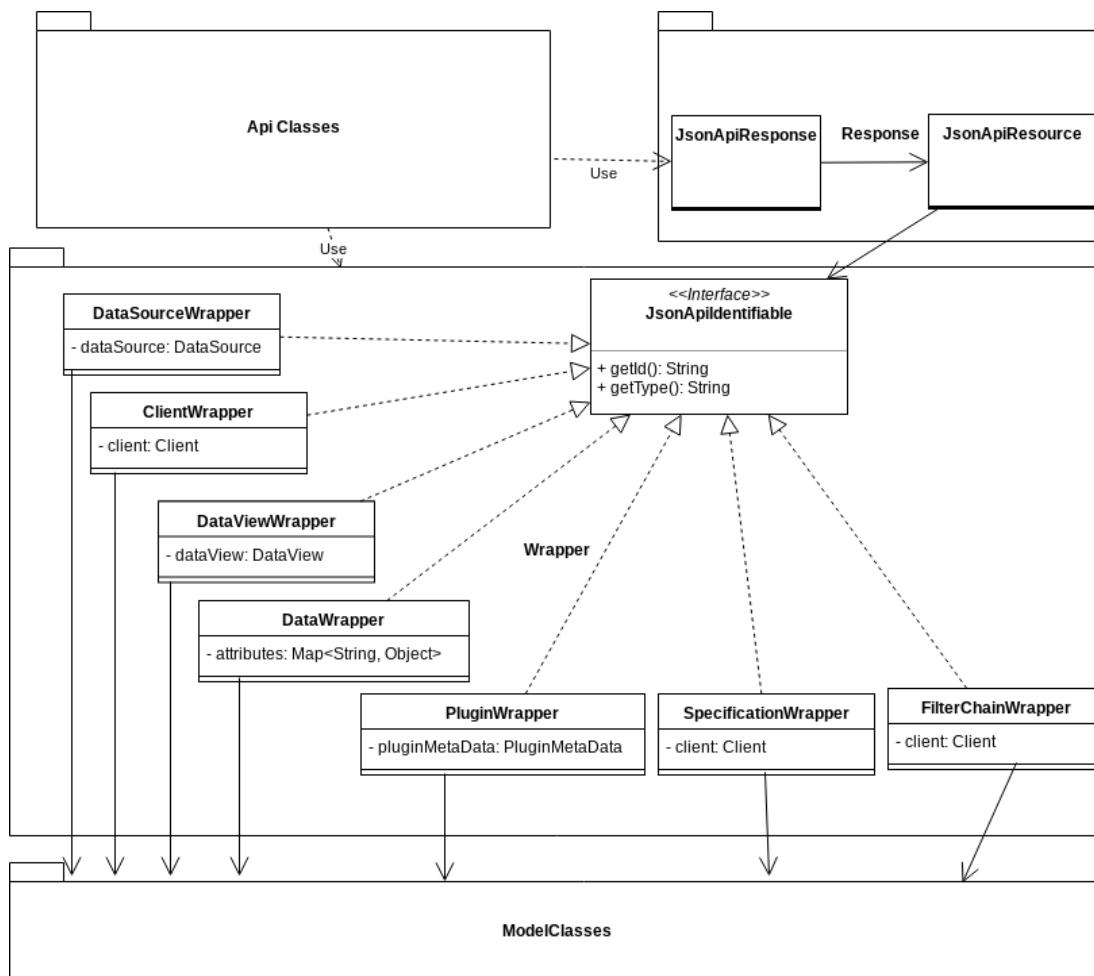 Api Classes
JsonApiResponse
Response
JsonApiResource
Use
Use
DataSourceWrapper
- dataSource: DataSource
<<Interface>>
JsonApiIdentifiable
+ getId(): String
+ getType(): String
ClientWrapper
- client: Client
DataViewWrapper
- dataView: DataView
Wrapper
DataWrapper
- attributes: Map<String, Object>
PluginWrapper
- pluginMetaData: PluginMetaData
SpecificationWrapper
- client: Client
FilterChainWrapper
- client: Client
ModelClasses